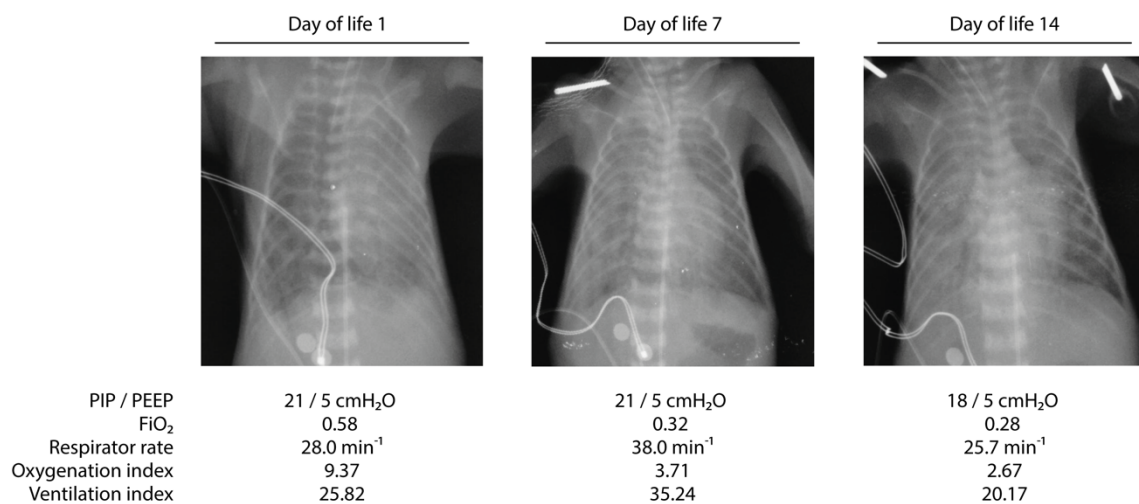 Day of life 1 Day of life 7 Day of life 14
PIP / PEEP 21 / 5 cmH₂O 21 / 5 cmH₂O 18 / 5 cmH₂O
FiO₂ 0.58 0.32 0.28
Respirator rate 28.0 min⁻¹ 38.0 min⁻¹ 25.7 min⁻¹
Oxygenation index 9.37 3.71 2.67
Ventilation index 25.82 35.24 20.17